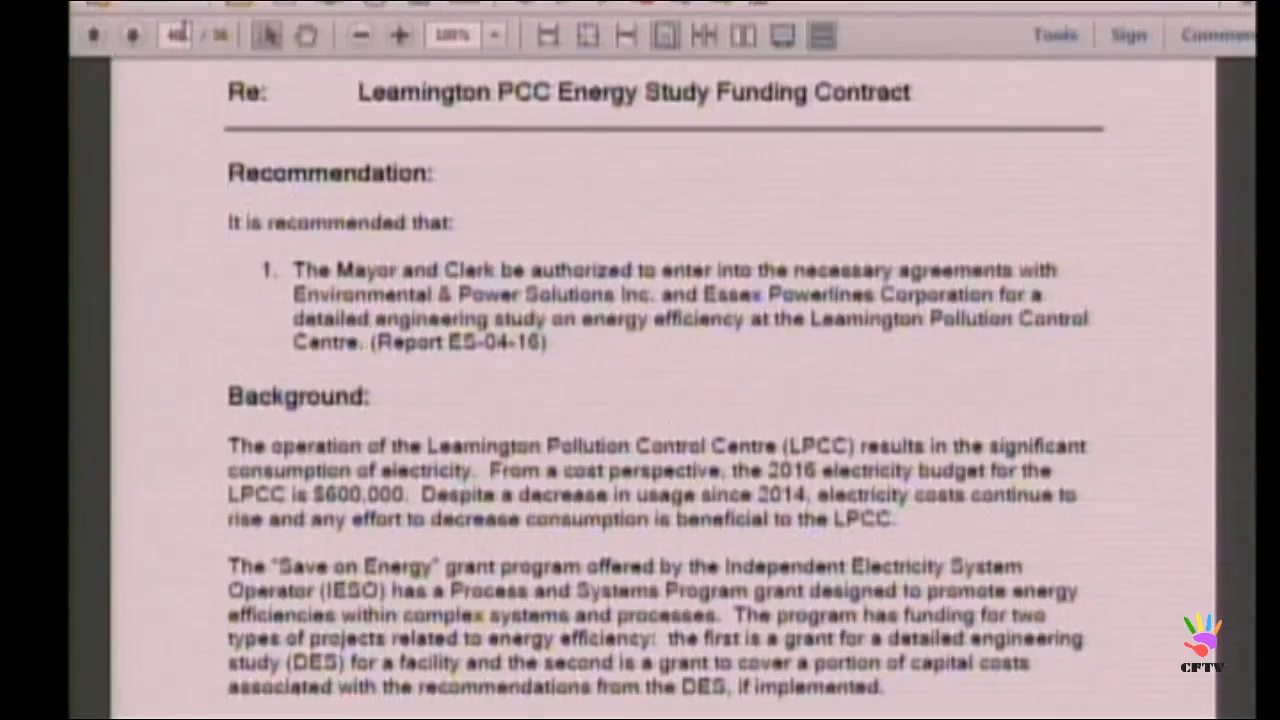 100%
Tools
Sign
Re: Leamington PCC Energy Study Funding Contract
Recommendation:
It is recommended that:
1. The Mayor and Clerk be authorized to enter into the necessary agreements with
Environmental & Power Solutions Inc. and Essex Powerlines Corporation for a
detailed engineering study on energy efficiency at the Leamington Pollution Control
Centre. (Report ES-04-16)
Background:
The operation of the Leamington Pollution Control Centre (LPCC) results in the significant
consumption of electricity. From a cost perspective, the 2016 electricity budget for the
LPCC is $600,000. Despite a decrease in usage since 2014, electricity costs continue to
rise and any effort to decrease consumption is beneficial to the LPCC.
The "Save on Energy" grant program offered by the Independent Electricity System
Operator (IESO) has a Process and Systems Program grant designed to promote energy
efficiencies within complex systems and processes. The program has funding for two
types of projects related to energy efficiency: the first is a grant for a detailed engineering
study (DES) for a facility and the second is a grant to cover a portion of capital costs
associated with the recommendations from the DES, if implemented.
CFTV